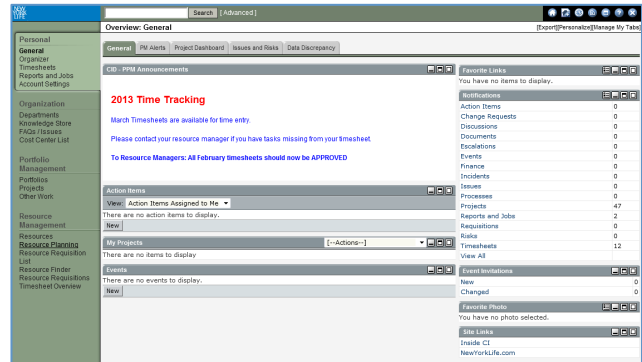 NEW
YORK
LIFE
Search [ Advanced ]
Overview: General
[Export][Personalize][Manage My Tabs]
Personal
General
Organizer
Timesheets
Reports and Jobs
Account Settings
Organization
Departments
Knowledge Store
FAQs / Issues
Cost Center List
Portfolio
Management
Portfolios
Projects
Other Work
Resource
Management
Resources
Resource Planning
Resource Requisition
List
Resource Finder
Resource Requisitions
Timesheet Overview
General PM Alerts Project Dashboard Issues and Risks Data Discrepancy
CID - PPM Announcements
2013 Time Tracking
March Timesheets are available for time entry.
Please contact your resource manager if you have tasks missing from your timesheet.
To Resource Managers: All February timesheets should now be APPROVED
Action Items
View: Action Items Assigned to Me
There are no action items to display.
New
My Projects [--Actions--]
There are no items to display
Events
There are no events to display.
New
Favorite Links
You have no items to display.
Notifications
Action Items 0
Change Requests 0
Discussions 0
Documents 0
Escalations 0
Events 0
Finance 0
Incidents 0
Issues 0
Processes 0
Projects 47
Reports and Jobs 2
Requisitions 0
Risks 0
Timesheets 12
View All
Event Invitations
New 0
Changed 0
Favorite Photo
You have no photo selected.
Site Links
Inside CI
NewYorkLife.com